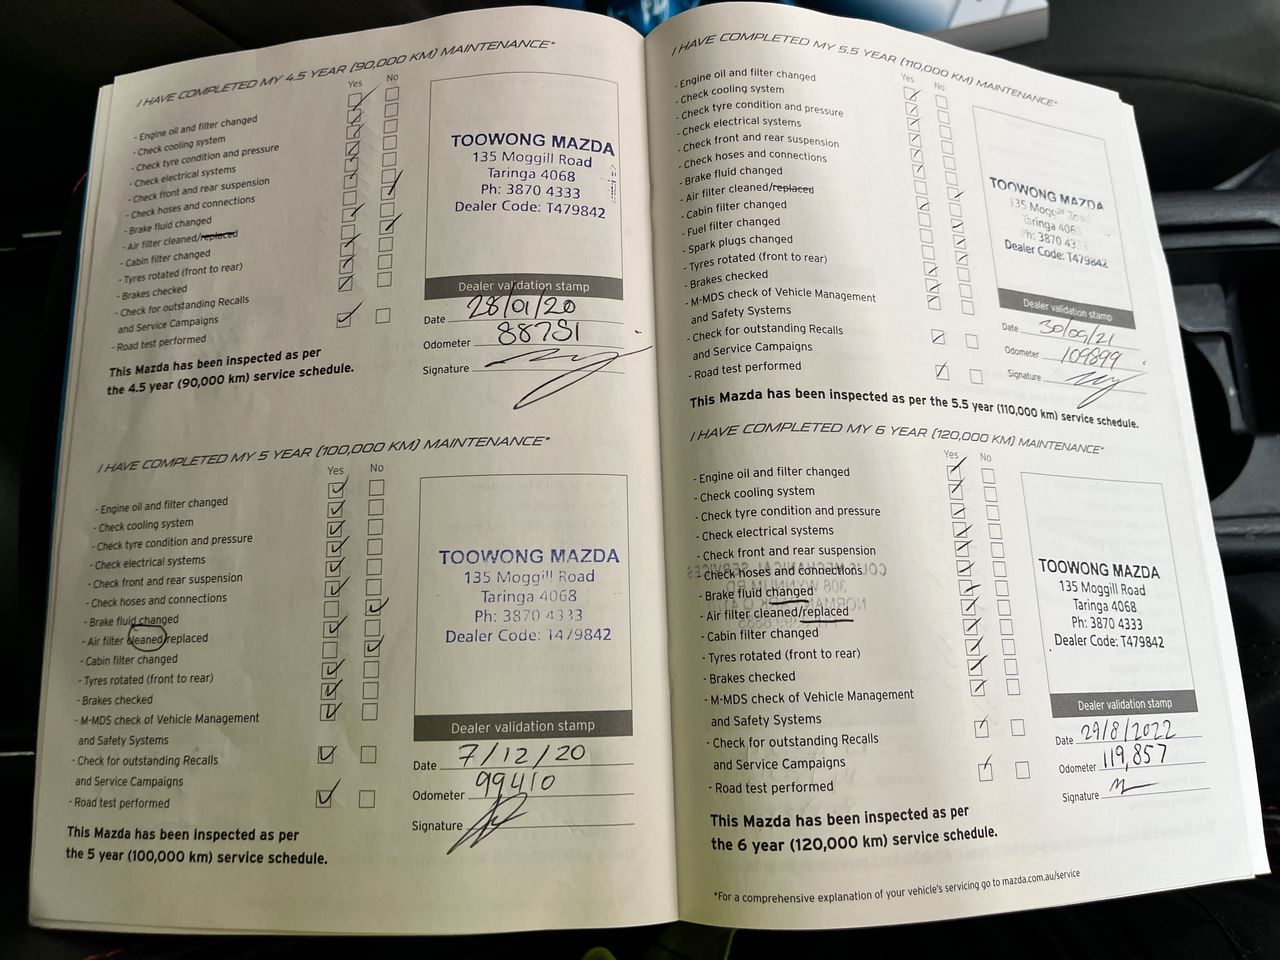 I HAVE COMPLETED MY 4.5 YEAR (90,000 KM) MAINTENANCE*
Yes No
- Engine oil and filter changed
- Check cooling system
- Check tyre condition and pressure
- Check electrical systems
- Check front and rear suspension
- Check hoses and connections
- Brake fluid changed
- Air filter cleaned/replaced
- Cabin filter changed
- Tyres rotated (front to rear)
- Brakes checked
- Check for outstanding Recalls
and Service Campaigns
- Road test performed
This Mazda has been inspected as per
the 4.5 year (90,000 km) service schedule.
TOOWONG MAZDA
135 Moggill Road
Taringa 4068
Ph: 3870 4333
Dealer Code: T479842
Dealer validation stamp
Date 28/01/20
Odometer 88751
Signature
I HAVE COMPLETED MY 5 YEAR (100,000 KM) MAINTENANCE*
Yes No
- Engine oil and filter changed
- Check cooling system
- Check tyre condition and pressure
- Check electrical systems
- Check front and rear suspension
- Check hoses and connections
- Brake fluid changed
- Air filter cleaned/replaced
- Cabin filter changed
- Tyres rotated (front to rear)
- Brakes checked
- M-MDS check of Vehicle Management
and Safety Systems
- Check for outstanding Recalls
and Service Campaigns
- Road test performed
This Mazda has been inspected as per
the 5 year (100,000 km) service schedule.
TOOWONG MAZDA
135 Moggill Road
Taringa 4068
Ph: 3870 4333
Dealer Code: T479842
Dealer validation stamp
Date 7/12/20
Odometer 99410
Signature
I HAVE COMPLETED MY 5.5 YEAR (110,000 KM) MAINTENANCE*
Yes No
- Engine oil and filter changed
- Check cooling system
- Check tyre condition and pressure
- Check electrical systems
- Check front and rear suspension
- Check hoses and connections
- Brake fluid changed
- Air filter cleaned/replaced
- Cabin filter changed
- Fuel filter changed
- Spark plugs changed
- Tyres rotated (front to rear)
- Brakes checked
- M-MDS check of Vehicle Management
and Safety Systems
- Check for outstanding Recalls
and Service Campaigns
- Road test performed
This Mazda has been inspected as per the 5.5 year (110,000 km) service schedule.
TOOWONG MAZDA
135 Moggill Road
Taringa 406
Ph: 3870 43
Dealer Code: T479842
Dealer validation stamp
Date 30/09/21
Odometer 109899
Signature
I HAVE COMPLETED MY 6 YEAR (120,000 KM) MAINTENANCE*
Yes No
- Engine oil and filter changed
- Check cooling system
- Check tyre condition and pressure
- Check electrical systems
- Check front and rear suspension
- Check hoses and connections
- Brake fluid changed
- Air filter cleaned/replaced
- Cabin filter changed
- Tyres rotated (front to rear)
- Brakes checked
- M-MDS check of Vehicle Management
and Safety Systems
- Check for outstanding Recalls
and Service Campaigns
- Road test performed
This Mazda has been inspected as per
the 6 year (120,000 km) service schedule.
TOOWONG MAZDA
135 Moggill Road
Taringa 4068
Ph: 3870 4333
Dealer Code: T479842
Dealer validation stamp
Date 29/8/2022
Odometer 119,857
Signature
*For a comprehensive explanation of your vehicle's servicing go to mazda.com.au/service